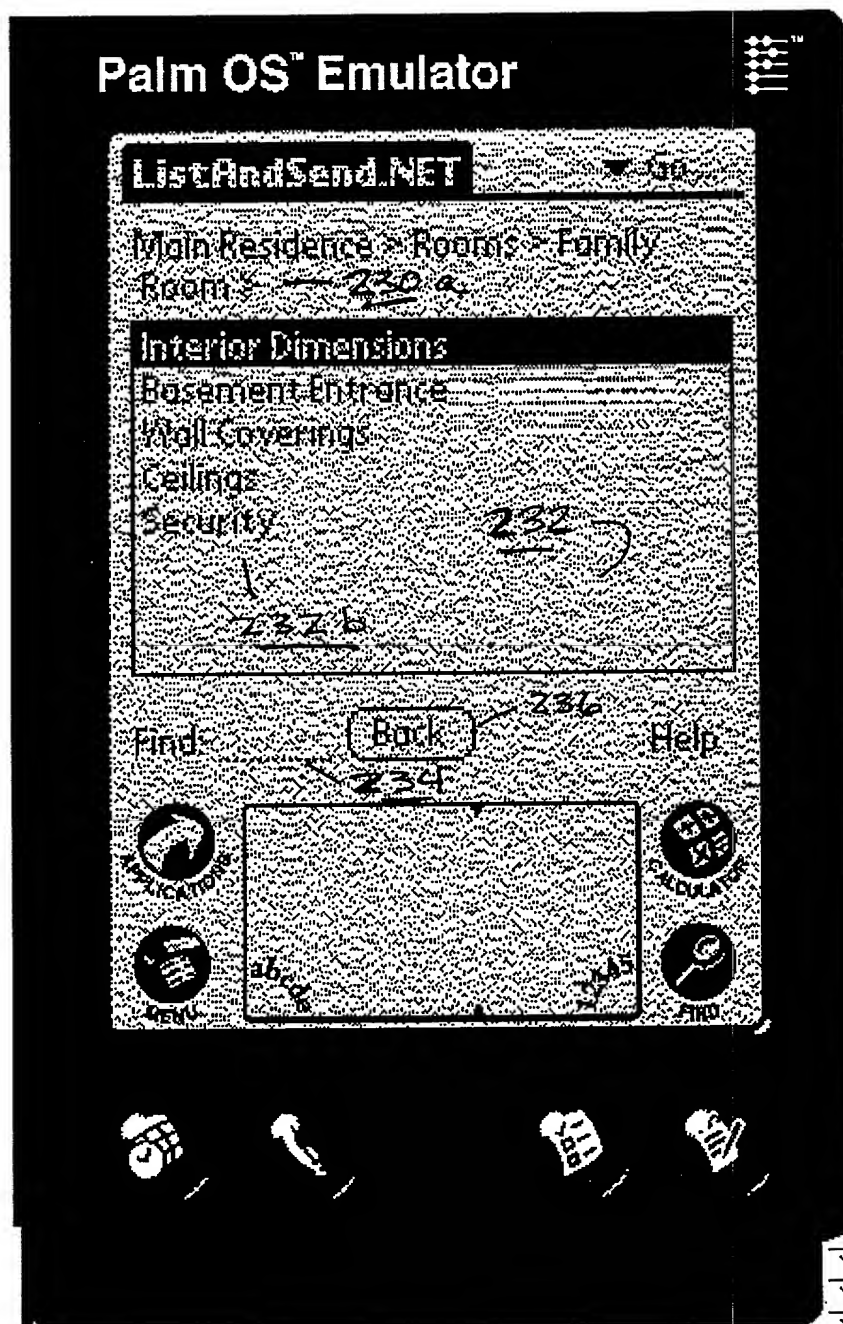 Palm OS™ Emulator
ListAndSend.NET ▼ Go...
Main Residence > Rooms > Family
Room > 230a
Interior Dimensions
Basement Entrance
Wall Coverings
Ceilings
Security
232
232b
236
Find: Back Help
234
APPLICATIONS
CALCULATOR
MENU
abcde
12345
FIND